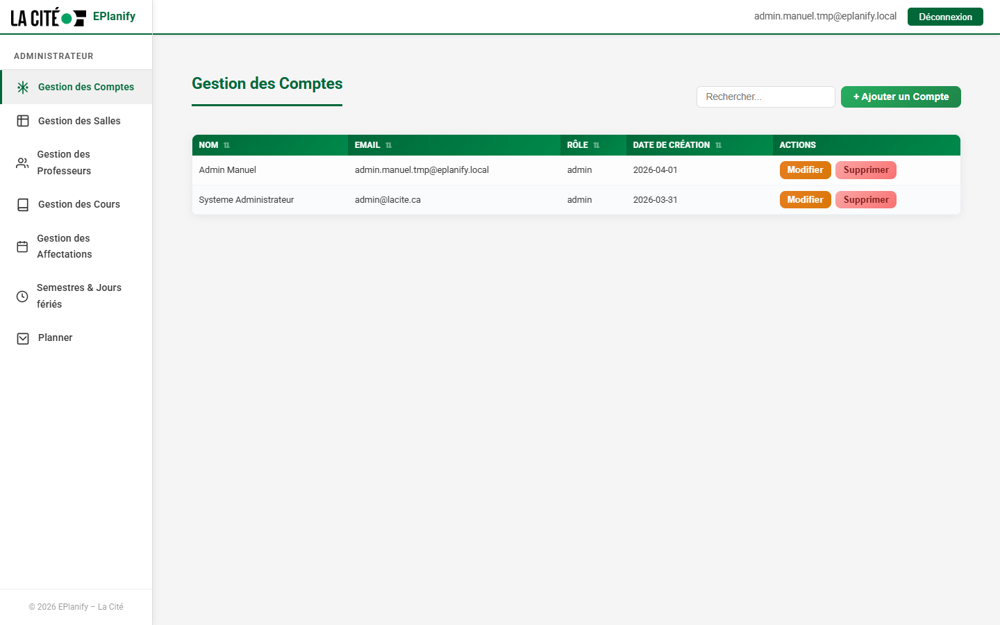 LA CITÉ EPlanify
admin.manuel.tmp@eplanify.local Déconnexion
ADMINISTRATEUR
Gestion des Comptes
Gestion des Salles
Gestion des
Professeurs
Gestion des Cours
Gestion des
Affectations
Semestres & Jours
fériés
Planner
© 2026 EPlanify – La Cité
Gestion des Comptes
Rechercher... + Ajouter un Compte
NOM ⇅ EMAIL ⇅ RÔLE ⇅ DATE DE CRÉATION ⇅ ACTIONS
Admin Manuel admin.manuel.tmp@eplanify.local admin 2026-04-01 Modifier Supprimer
Systeme Administrateur admin@lacite.ca admin 2026-03-31 Modifier Supprimer